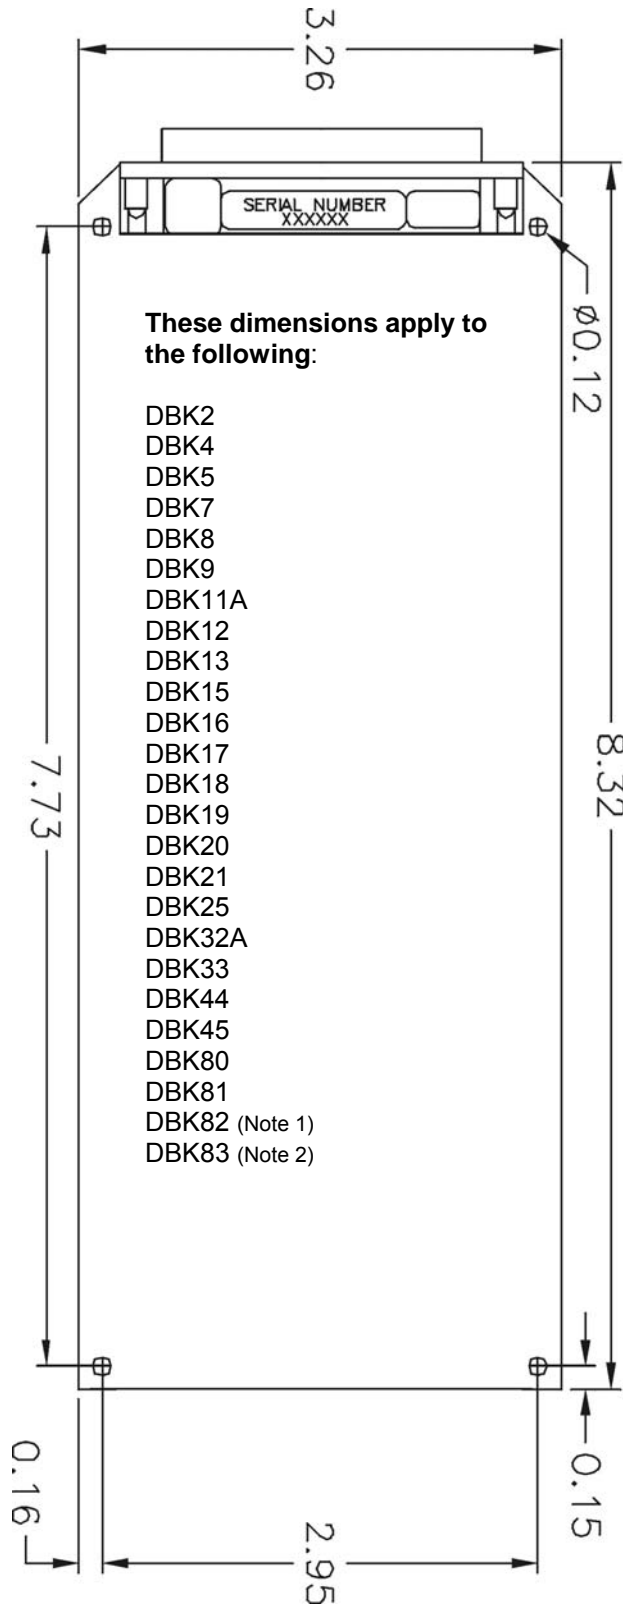 3.26
SERIAL NUMBER
XXXXXX
Ø0.12
These dimensions apply to
the following:
DBK2
DBK4
DBK5
DBK7
DBK8
DBK9
DBK11A
DBK12
DBK13
DBK15
DBK16
DBK17
DBK18
DBK19
DBK20
DBK21
DBK25
DBK32A
DBK33
DBK44
DBK45
DBK80
DBK81
DBK82 (Note 1)
DBK83 (Note 2)
7.73
8.32
0.16
2.95
0.15